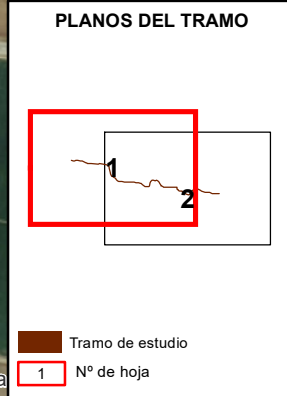 PLANOS DEL TRAMO
1
2
Tramo de estudio
1 Nº de hoja
a